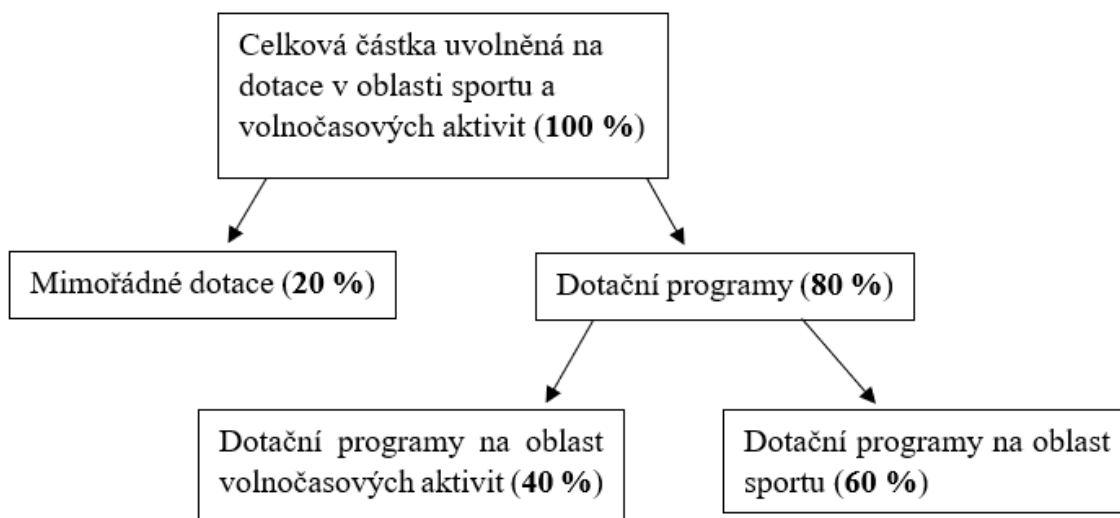 Celková částka uvolněná na
dotace v oblasti sportu a
volnočasových aktivit (100 %)
Mimořádné dotace (20 %)
Dotační programy (80 %)
Dotační programy na oblast
volnočasových aktivit (40 %)
Dotační programy na oblast
sportu (60 %)